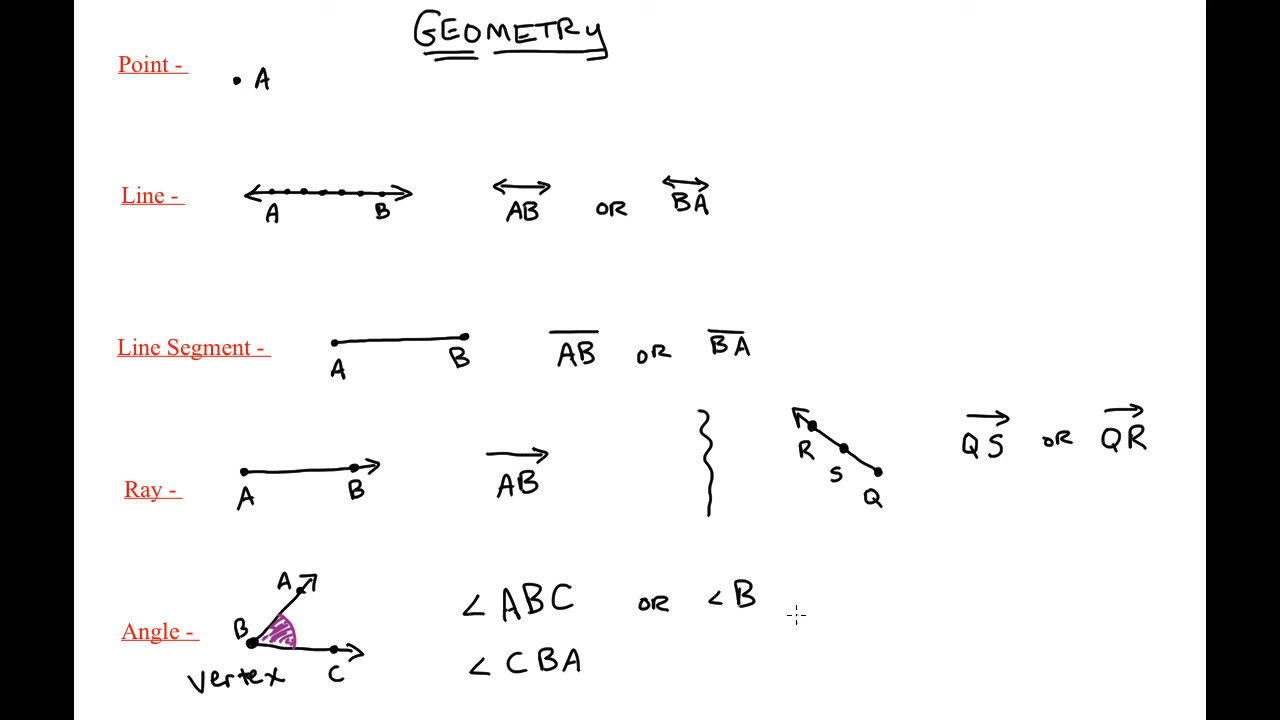 GEOMETRY
Point -
A
Line -
A B
AB OR BA
Line Segment -
A B
AB OR BA
Ray -
A B
AB
R
S
Q
QS OR QR
Angle -
A
B
C
vertex
∠ABC OR ∠B
∠CBA